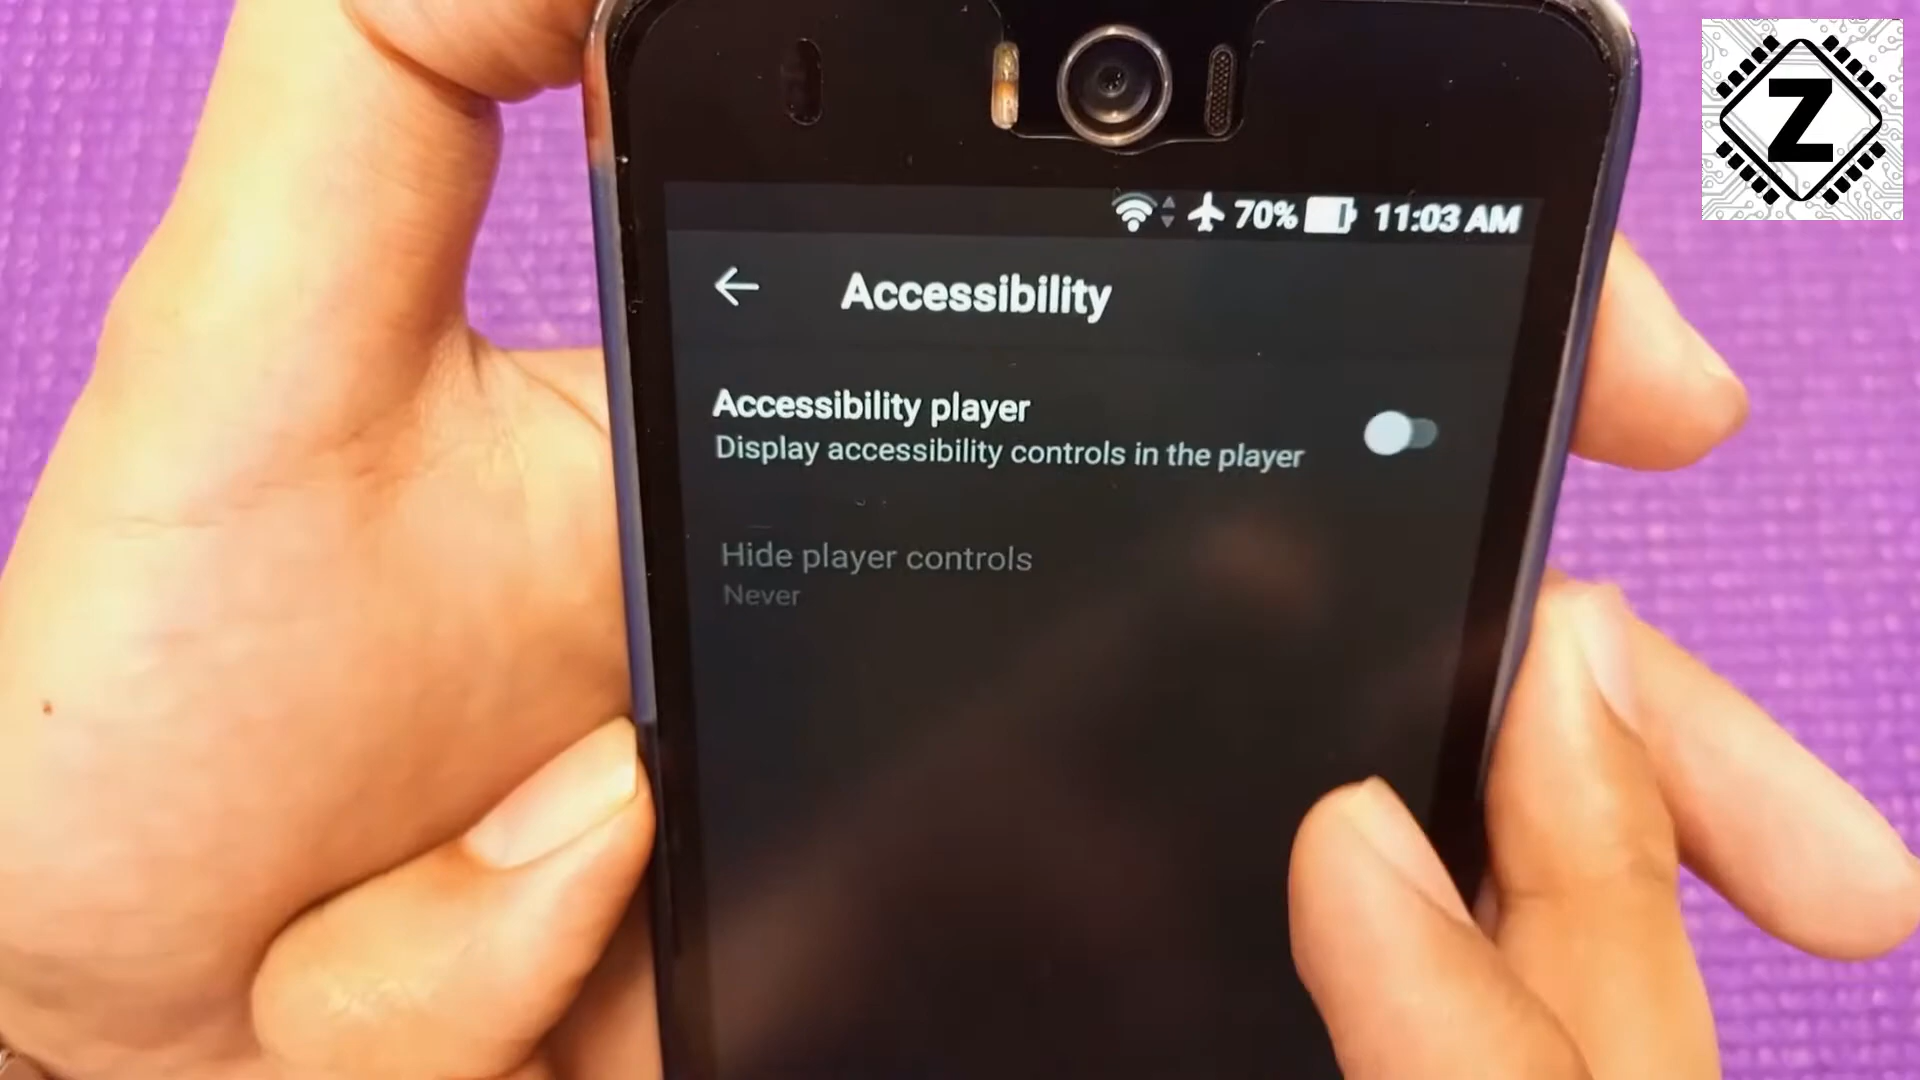 Z
70% 11:03 AM
Accessibility
Accessibility player
Display accessibility controls in the player
Hide player controls
Never